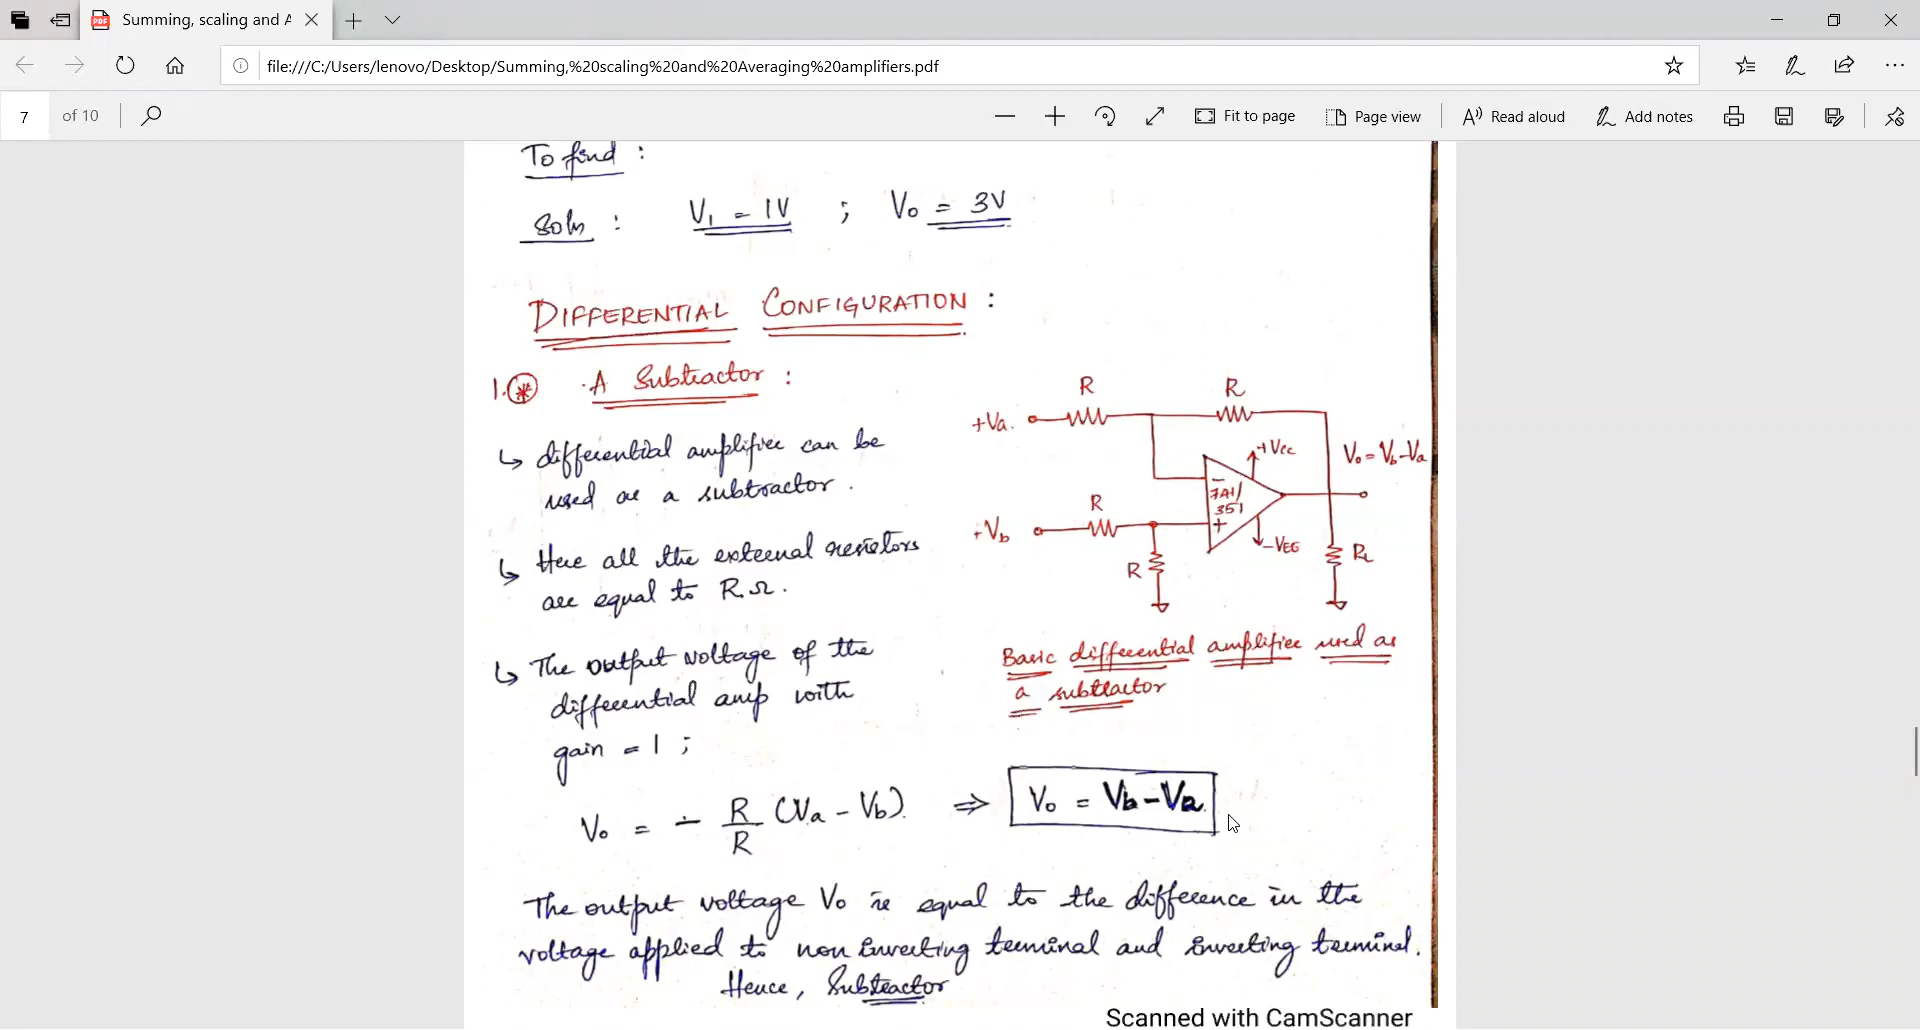 Summing, scaling and A
file:///C:/Users/lenovo/Desktop/Summing,%20scaling%20and%20Averaging%20amplifiers.pdf
7 of 10
Fit to page
Page view
Read aloud
Add notes
To find :
Soln : V1 = 1V ; Vo = 3V
DIFFERENTIAL CONFIGURATION :
1. * A Subtractor :
↳ differential amplifier can be
used as a subtractor .
↳ Here all the external resistors
are equal to R Ω .
↳ The output voltage of the
differential amp with
gain = 1 ;
R
R
+Va.
+Vcc
Vo = Vb-Va
-
741/
351
+
R
+Vb
-VEE
R
RL
Basic differential amplifier used as
a subtractor
Vo = - R/R (Va - Vb) ⇒ Vo = Vb-Va
The output voltage Vo is equal to the difference in the
voltage applied to non inverting terminal and inverting terminal.
Hence, Subtractor
Scanned with CamScanner